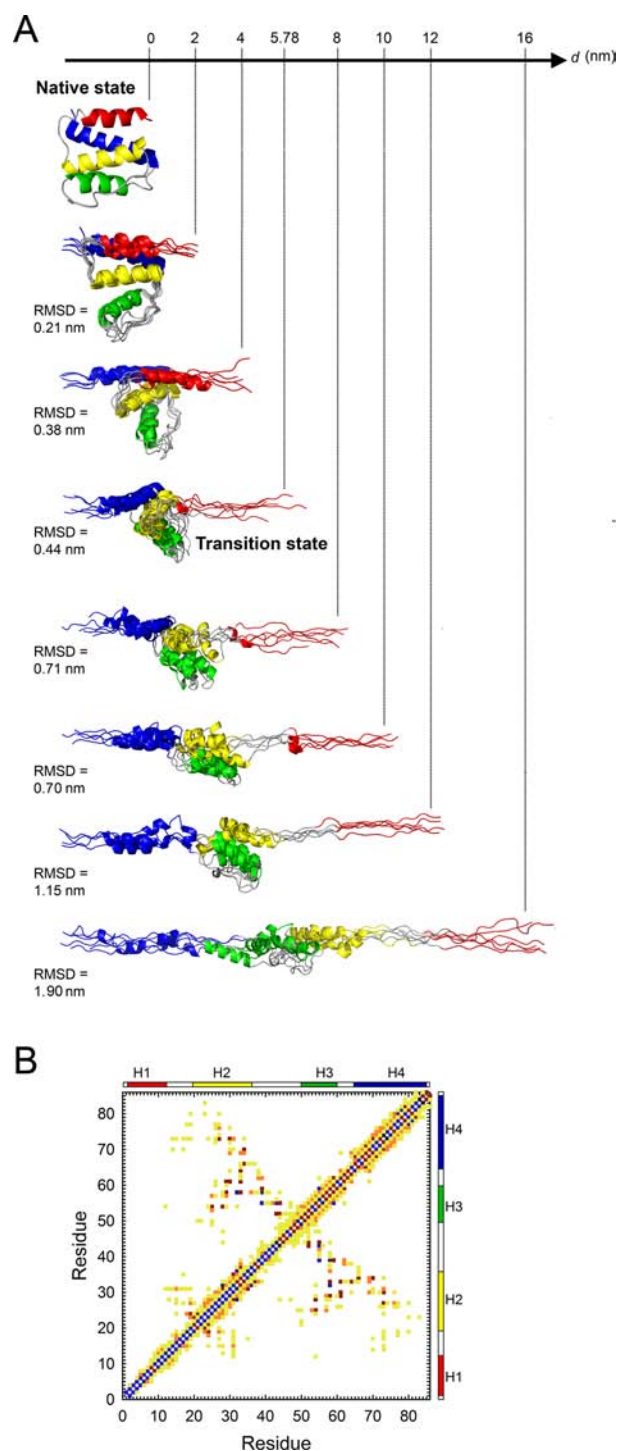 A
0 2 4 5.78 8 10 12 16
d (nm)
Native state
RMSD =
0.21 nm
RMSD =
0.38 nm
RMSD =
0.44 nm
Transition state
RMSD =
0.71 nm
RMSD =
0.70 nm
RMSD =
1.15 nm
RMSD =
1.90 nm
B
H1 H2 H3 H4
80
70
60
50
40
30
20
10
0
Residue
H4
H3
H2
H1
0 10 20 30 40 50 60 70 80
Residue